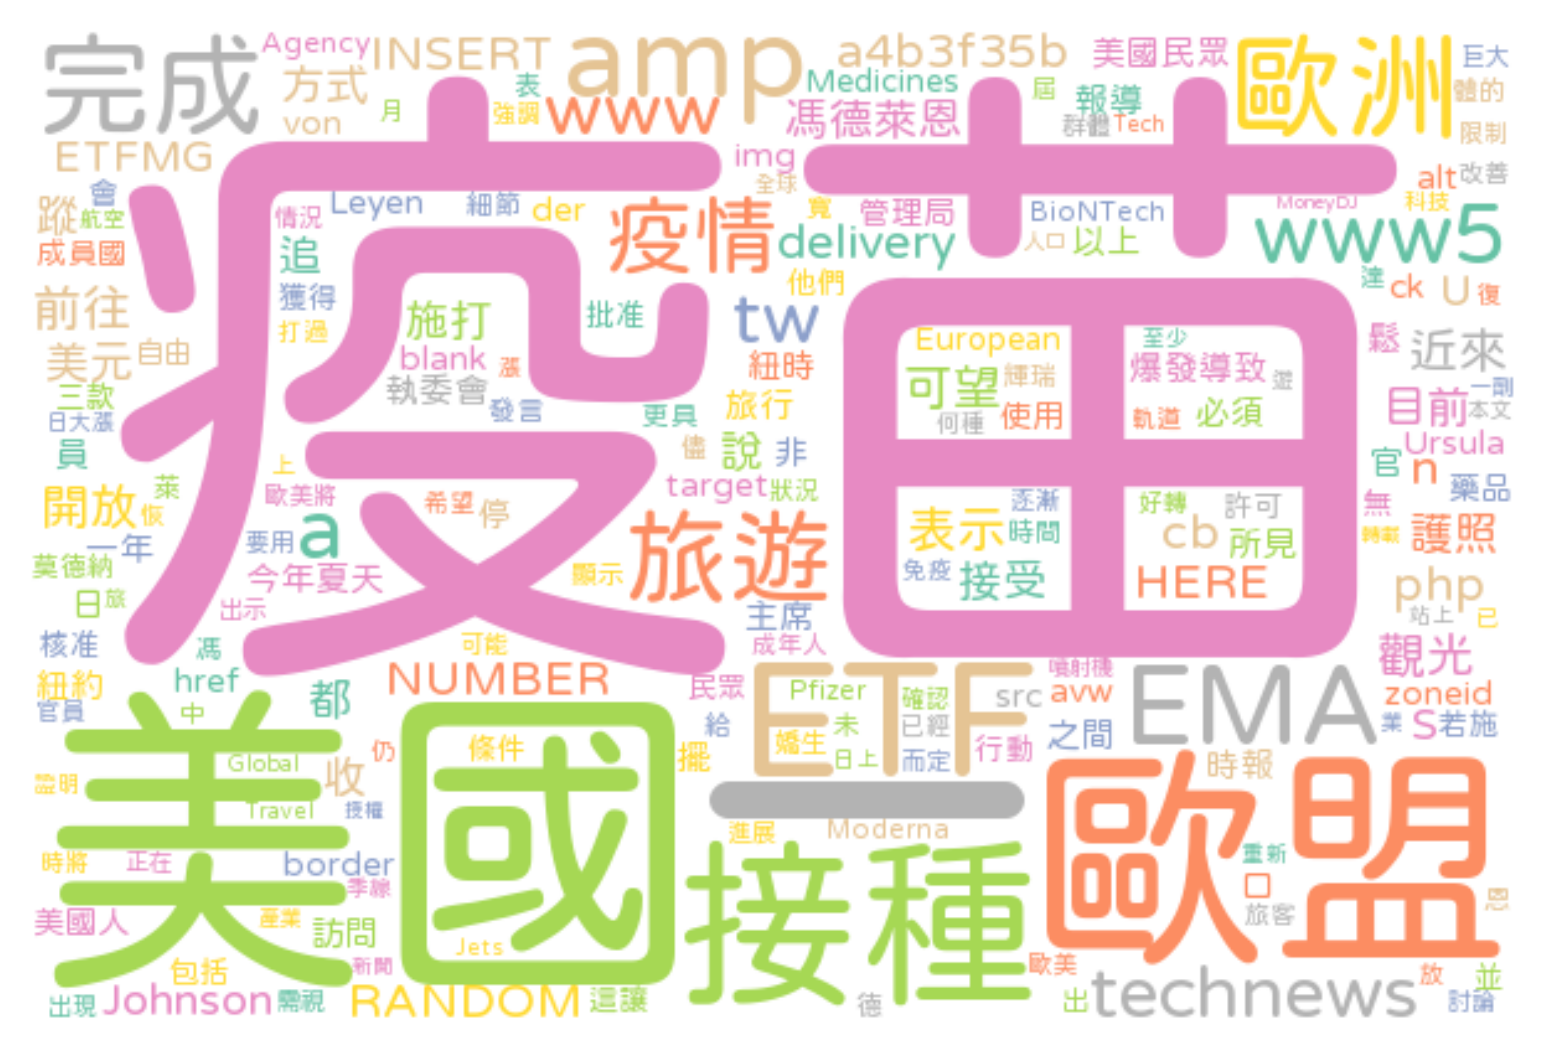 完成
Agency
INSERT
amp
a4b3f35b
美國民眾
歐洲
巨大
方式
表
Medicines
體的
月
強調
www
馮德萊恩
屆
報導
von
群體
Tech
限制
ETFMG
疫苗
img
全球
alt
改善
會
蹤
航空
Leyen
細節
der
疫情
寬
管理局
BioNTech
MoneyDJ
科技
情況
www5
成員國
追
delivery
人口
以上
他們
達
ck
U
復
前往
獲得
施打
批准
tw
打過
European
至少
鬆
近來
美元
自由
blank
漲
紐時
可望
輝瑞
爆發導致
遊
三款
執委會
發言
旅行
目前
一劑
本文
日大漲
更具
何種
使用
軌道
必須
員
儘
說
非
Ursula
官
n
上
萊
歐美將
target
狀況
藥品
開放
恢
希望
停
逐漸
好轉
許可
無
a
旅遊
表示
時間
cb
所見
轉載
護照
一年
要用
莫德納
今年夏天
顯示
免疫
接受
HERE
php
日
旅
出示
主席
站上
已
核准
馮
可能
成年人
觀光
紐約
href
NUMBER
民眾
ETF
噴射機
EMA
官員
中
都
Pfizer
確認
src
avw
zoneid
美國
給
未
已經
之間
業
S
若施
仍
條件
擺
嬌生
日上
而定
行動
Global
收
歐盟
時報
證明
Travel
授權
一
進展
Moderna
時將
正在
border
接種
重新
季線
口
旅客
恩
美國人
產業
訪問
Jets
包括
新聞
歐美
放
並
出現
Johnson
需視
RANDOM
這讓
德
出
technews
討論